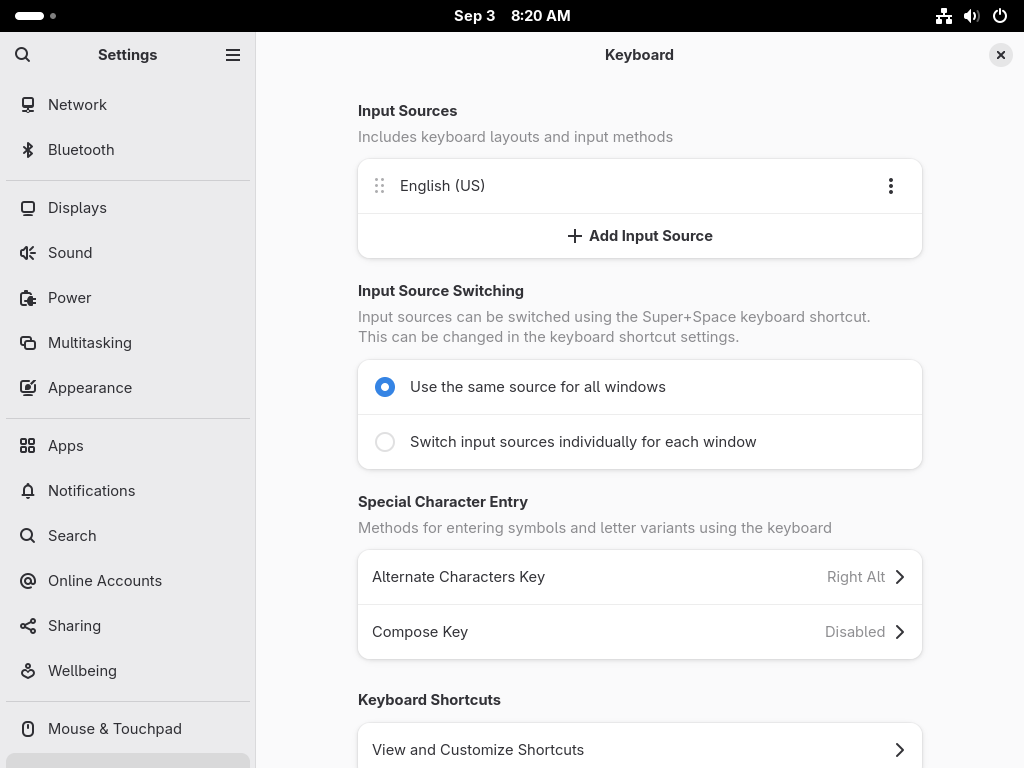 Sep 3 8:20 AM
Settings
Keyboard
Network
Bluetooth
Displays
Sound
Power
Multitasking
Appearance
Apps
Notifications
Search
Online Accounts
Sharing
Wellbeing
Mouse & Touchpad
Input Sources
Includes keyboard layouts and input methods
English (US)
Add Input Source
Input Source Switching
Input sources can be switched using the Super+Space keyboard shortcut.
This can be changed in the keyboard shortcut settings.
Use the same source for all windows
Switch input sources individually for each window
Special Character Entry
Methods for entering symbols and letter variants using the keyboard
Alternate Characters Key Right Alt
Compose Key Disabled
Keyboard Shortcuts
View and Customize Shortcuts